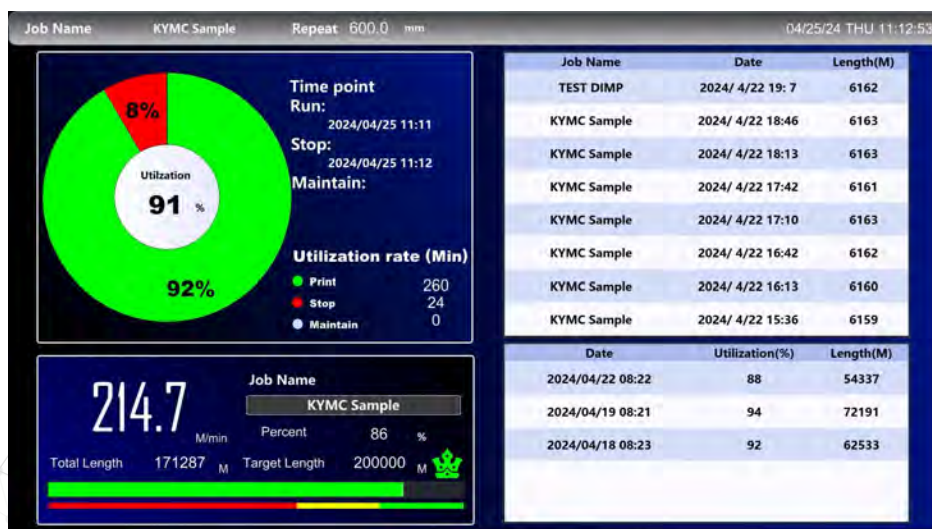 Job Name KYMC Sample Repeat 600.0 mm 04/25/24 THU 11:12:53
8%
Utilzation
91 %
92%
Time point
Run:
2024/04/25 11:11
Stop:
2024/04/25 11:12
Maintain:
Utilization rate (Min)
Print 260
Stop 24
Maintain 0
214.7 M/min
Job Name
KYMC Sample
Percent 86 %
Total Length 171287 M Target Length 200000 M
Job Name Date Length(M)
TEST DIMP 2024/ 4/22 19: 7 6162
KYMC Sample 2024/ 4/22 18:46 6163
KYMC Sample 2024/ 4/22 18:13 6163
KYMC Sample 2024/ 4/22 17:42 6161
KYMC Sample 2024/ 4/22 17:10 6163
KYMC Sample 2024/ 4/22 16:42 6162
KYMC Sample 2024/ 4/22 16:13 6160
KYMC Sample 2024/ 4/22 15:36 6159
Date Utilization(%) Length(M)
2024/04/22 08:22 88 54337
2024/04/19 08:21 94 72191
2024/04/18 08:23 92 62533